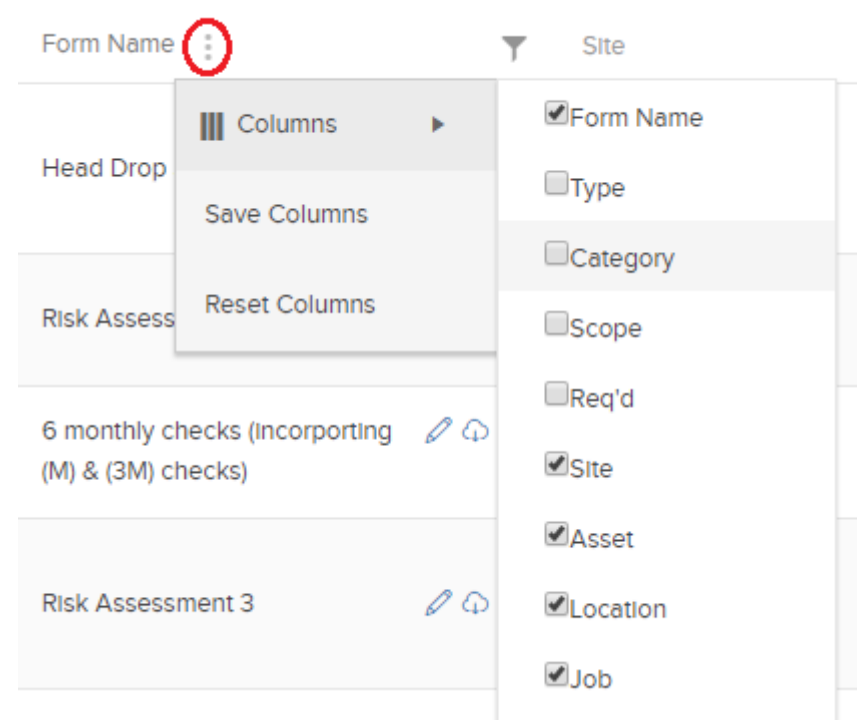 Form Name
Site
Columns
Save Columns
Reset Columns
Form Name
Type
Category
Scope
Req'd
Site
Asset
Location
Job
Head Drop
Risk Assess
6 monthly checks (incorporting
(M) & (3M) checks)
Risk Assessment 3